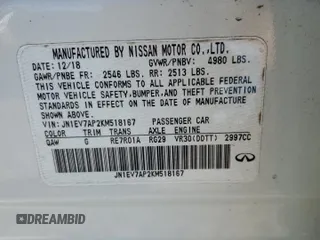 MANUFACTURED BY NISSAN MOTOR CO.,LTD.
DATE: 12/18 GVWR/PNBV: 4980 LBS.
GAWR/PNBE FR: 2546 LBS. RR: 2513 LBS.
THIS VEHICLE CONFORMS TO ALL APPLICABLE
FEDERAL MOTOR VEHICLE SAFETY,
BUMPER, AND THEFT PREVENTION
STANDARDS IN EFFECT ON THE DATE OF MANUFACTURE
SHOWN ABOVE.
VIN: JN1EV7AP2KM518167 PASSENGER CAR
COLOR TRIM TRANS AXLE ENGINE
QAW G RE7R01A RG29 VR30(DDTT) 2997CC
JN1EV7AP2KM518167
DREAMBID